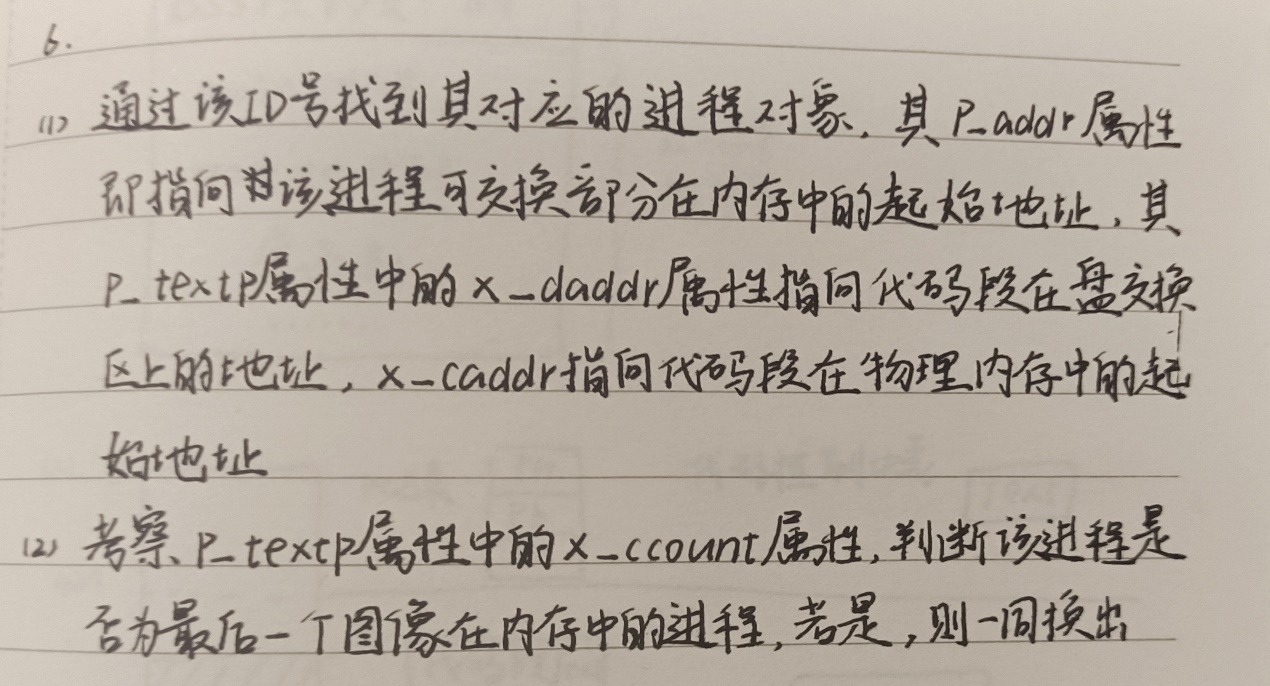 6.
(1) 通过该ID号找到其对应的进程对象, 其 P_addr 属性
即指向该进程可交换部分在内存中的起始地址, 其
P_textp属性中的 x_daddr属性指向代码段在盘交换
区上的地址, x_caddr指向代码段在物理内存中的起
始地址
(2) 考察 P_textp属性中的x_ccount属性, 判断该进程是
否为最后一个图像在内存中的进程, 若是, 则一同换出